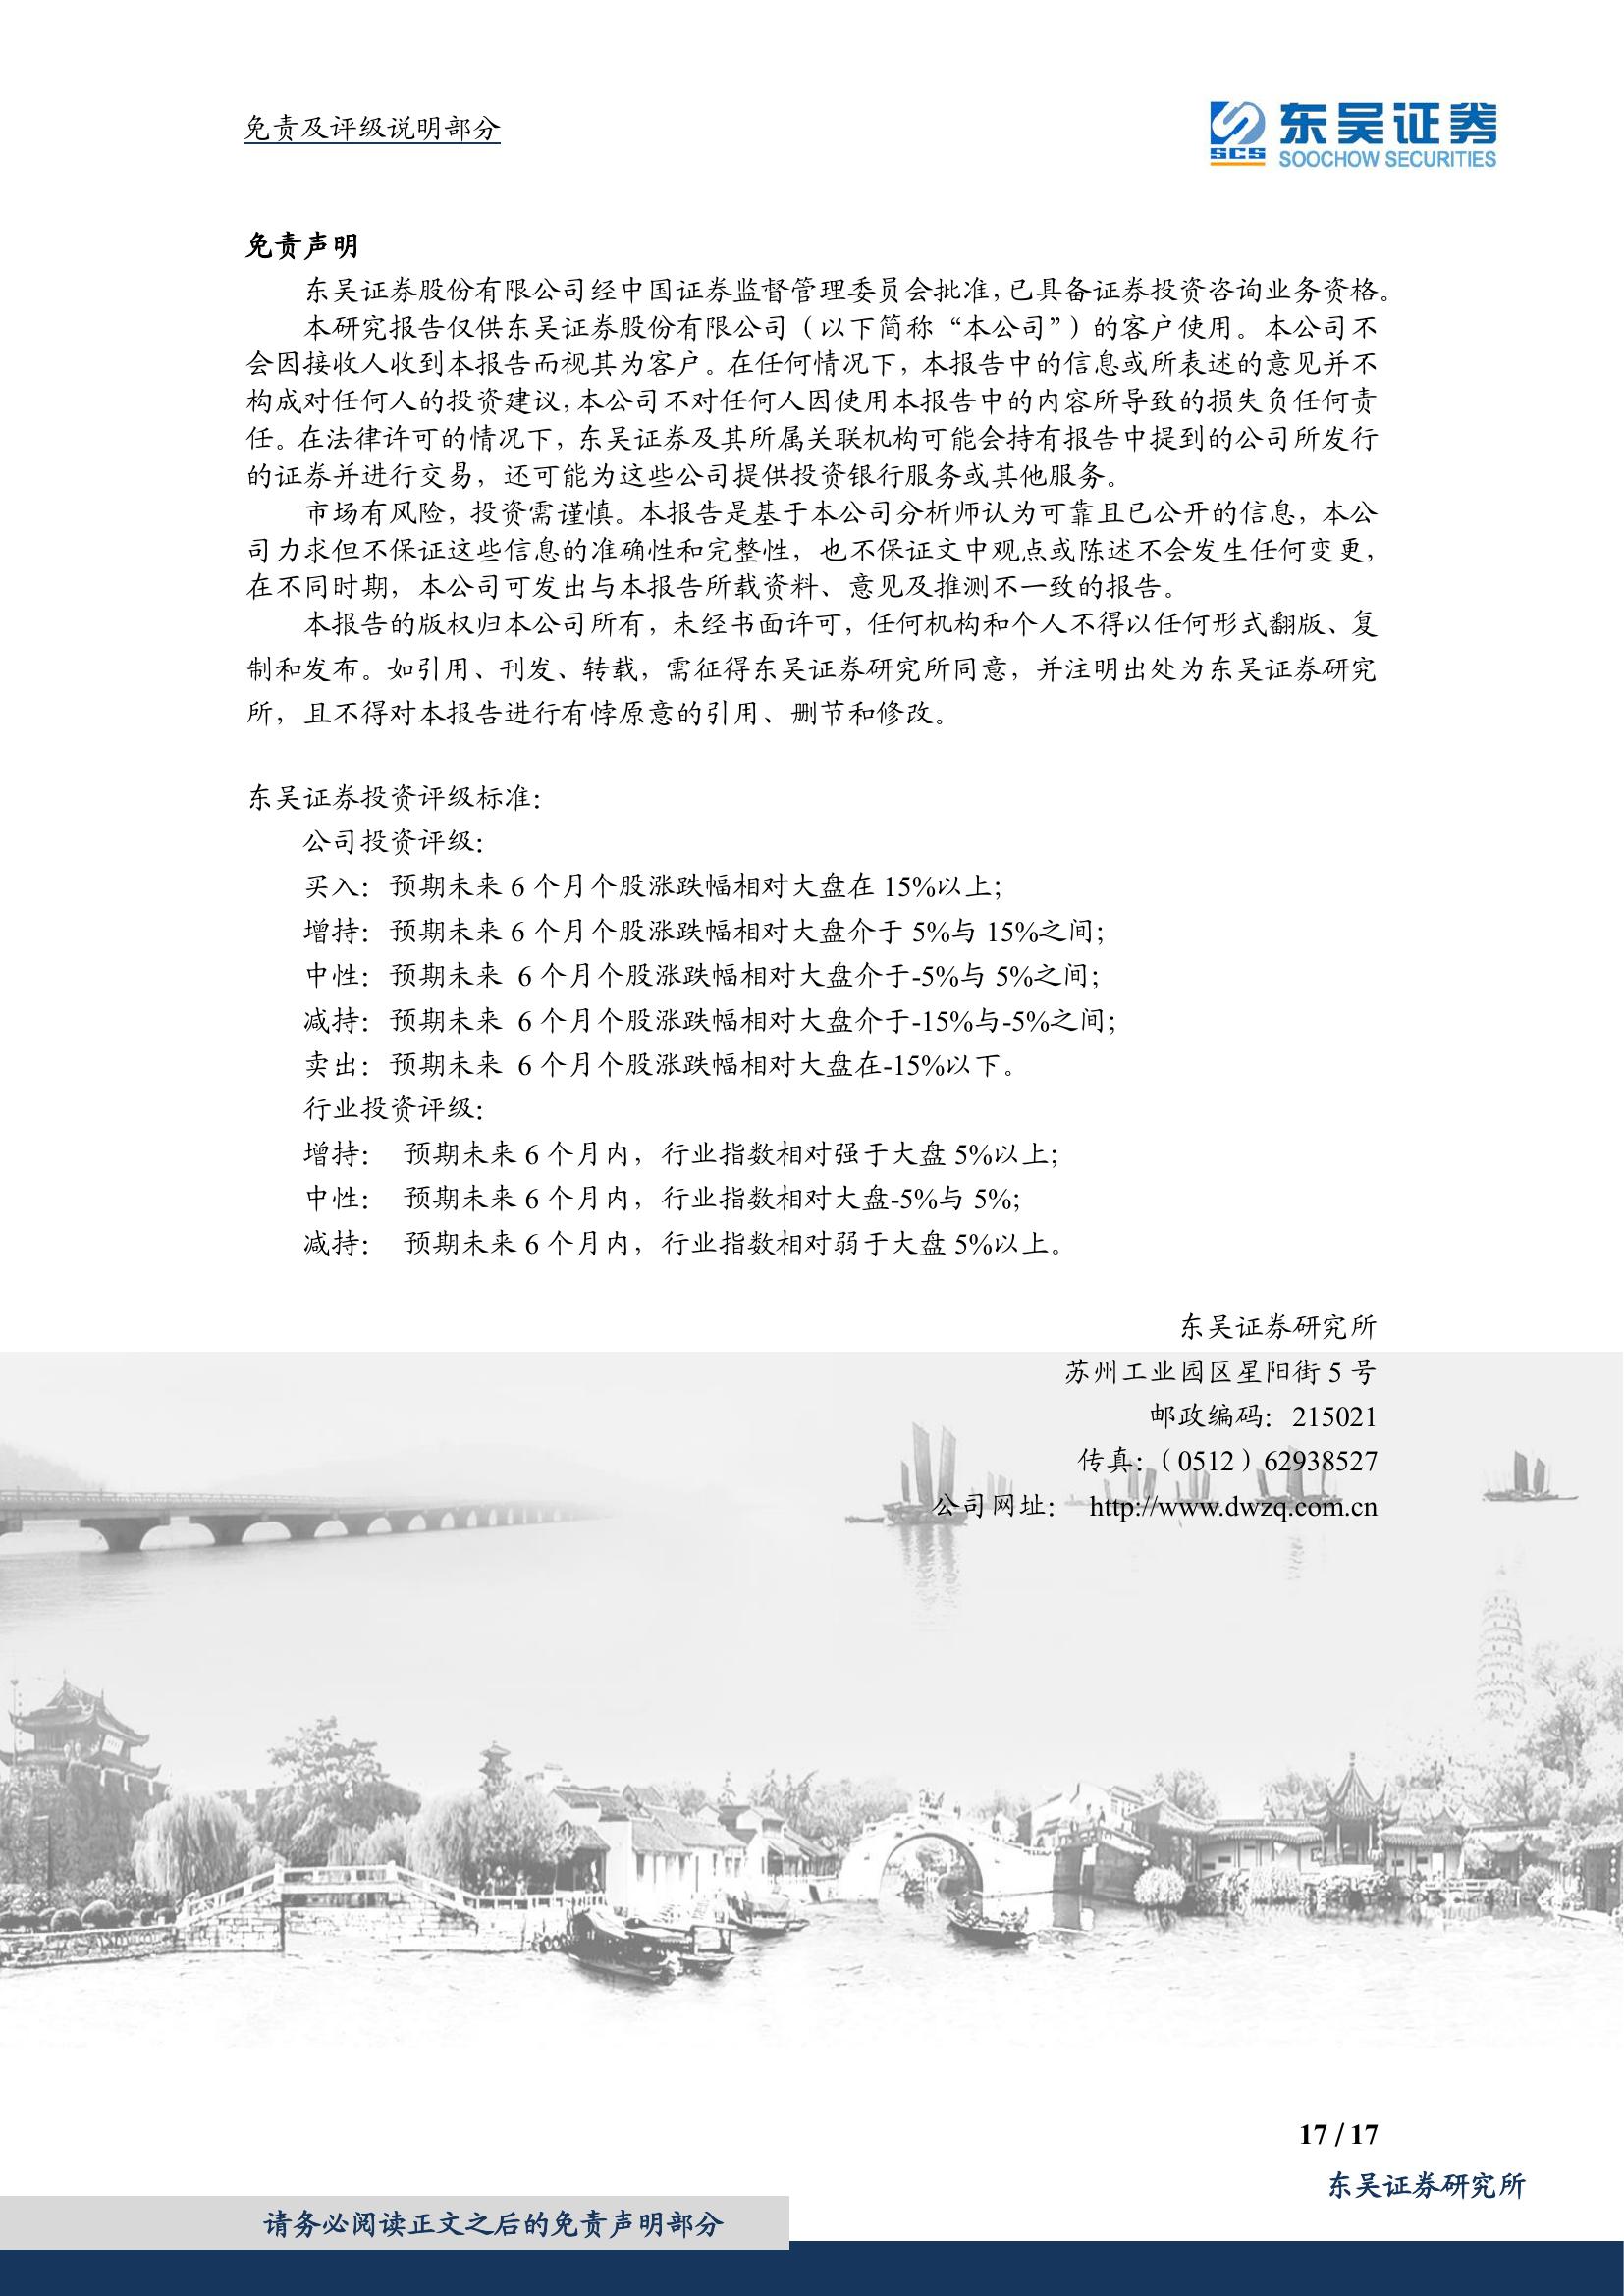 免责及评级说明部分
SCS
东吴证券
SOOCHOW SECURITIES
免责声明
东吴证券股份有限公司经中国证券监督管理委员会批准,已具备证券投资咨询业务资格。
本研究报告仅供东吴证券股份有限公司（以下简称“本公司”）的客户使用。本公司不
会因接收人收到本报告而视其为客户。在任何情况下，本报告中的信息或所表述的意见并不
构成对任何人的投资建议,本公司不对任何人因使用本报告中的内容所导致的损失负任何责
任。在法律许可的情况下，东吴证券及其所属关联机构可能会持有报告中提到的公司所发行
的证券并进行交易，还可能为这些公司提供投资银行服务或其他服务。
市场有风险，投资需谨慎。本报告是基于本公司分析师认为可靠且已公开的信息，本公
司力求但不保证这些信息的准确性和完整性，也不保证文中观点或陈述不会发生任何变更，
在不同时期，本公司可发出与本报告所载资料、意见及推测不一致的报告。
本报告的版权归本公司所有，未经书面许可，任何机构和个人不得以任何形式翻版、复
制和发布。如引用、刊发、转载，需征得东吴证券研究所同意，并注明出处为东吴证券研究
所，且不得对本报告进行有悖原意的引用、删节和修改。
东吴证券投资评级标准：
公司投资评级：
买入：预期未来 6 个月个股涨跌幅相对大盘在 15%以上；
增持：预期未来 6 个月个股涨跌幅相对大盘介于 5%与 15%之间；
中性：预期未来 6 个月个股涨跌幅相对大盘介于-5%与 5%之间；
减持：预期未来 6 个月个股涨跌幅相对大盘介于-15%与-5%之间；
卖出：预期未来 6 个月个股涨跌幅相对大盘在-15%以下。
行业投资评级：
增持： 预期未来 6 个月内，行业指数相对强于大盘 5%以上；
中性： 预期未来 6 个月内，行业指数相对大盘-5%与 5%；
减持： 预期未来 6 个月内，行业指数相对弱于大盘 5%以上。
东吴证券研究所
苏州工业园区星阳街 5 号
邮政编码：215021
传真：（0512）62938527
公司网址： http://www.dwzq.com.cn
17 / 17
东吴证券研究所
请务必阅读正文之后的免责声明部分